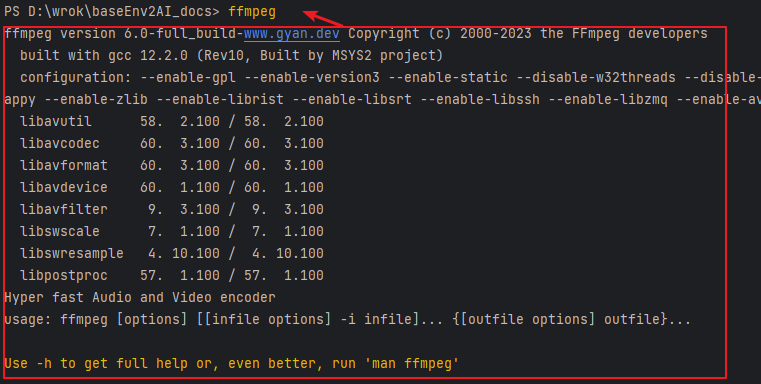 PS D:\wrok\baseEnv2AI_docs> ffmpeg
ffmpeg version 6.0-full_build-www.gyan.dev Copyright (c) 2000-2023 the FFmpeg developers
  built with gcc 12.2.0 (Rev10, Built by MSYS2 project)
  configuration: --enable-gpl --enable-version3 --enable-static --disable-w32threads --disable-
appy --enable-zlib --enable-librist --enable-libsrt --enable-libssh --enable-libzmq --enable-av
  libavutil      58.  2.100 / 58.  2.100
  libavcodec     60.  3.100 / 60.  3.100
  libavformat    60.  3.100 / 60.  3.100
  libavdevice    60.  1.100 / 60.  1.100
  libavfilter     9.  3.100 /  9.  3.100
  libswscale      7.  1.100 /  7.  1.100
  libswresample   4. 10.100 /  4. 10.100
  libpostproc    57.  1.100 / 57.  1.100
Hyper fast Audio and Video encoder
usage: ffmpeg [options] [[infile options] -i infile]... {[outfile options] outfile}...
Use -h to get full help or, even better, run 'man ffmpeg'